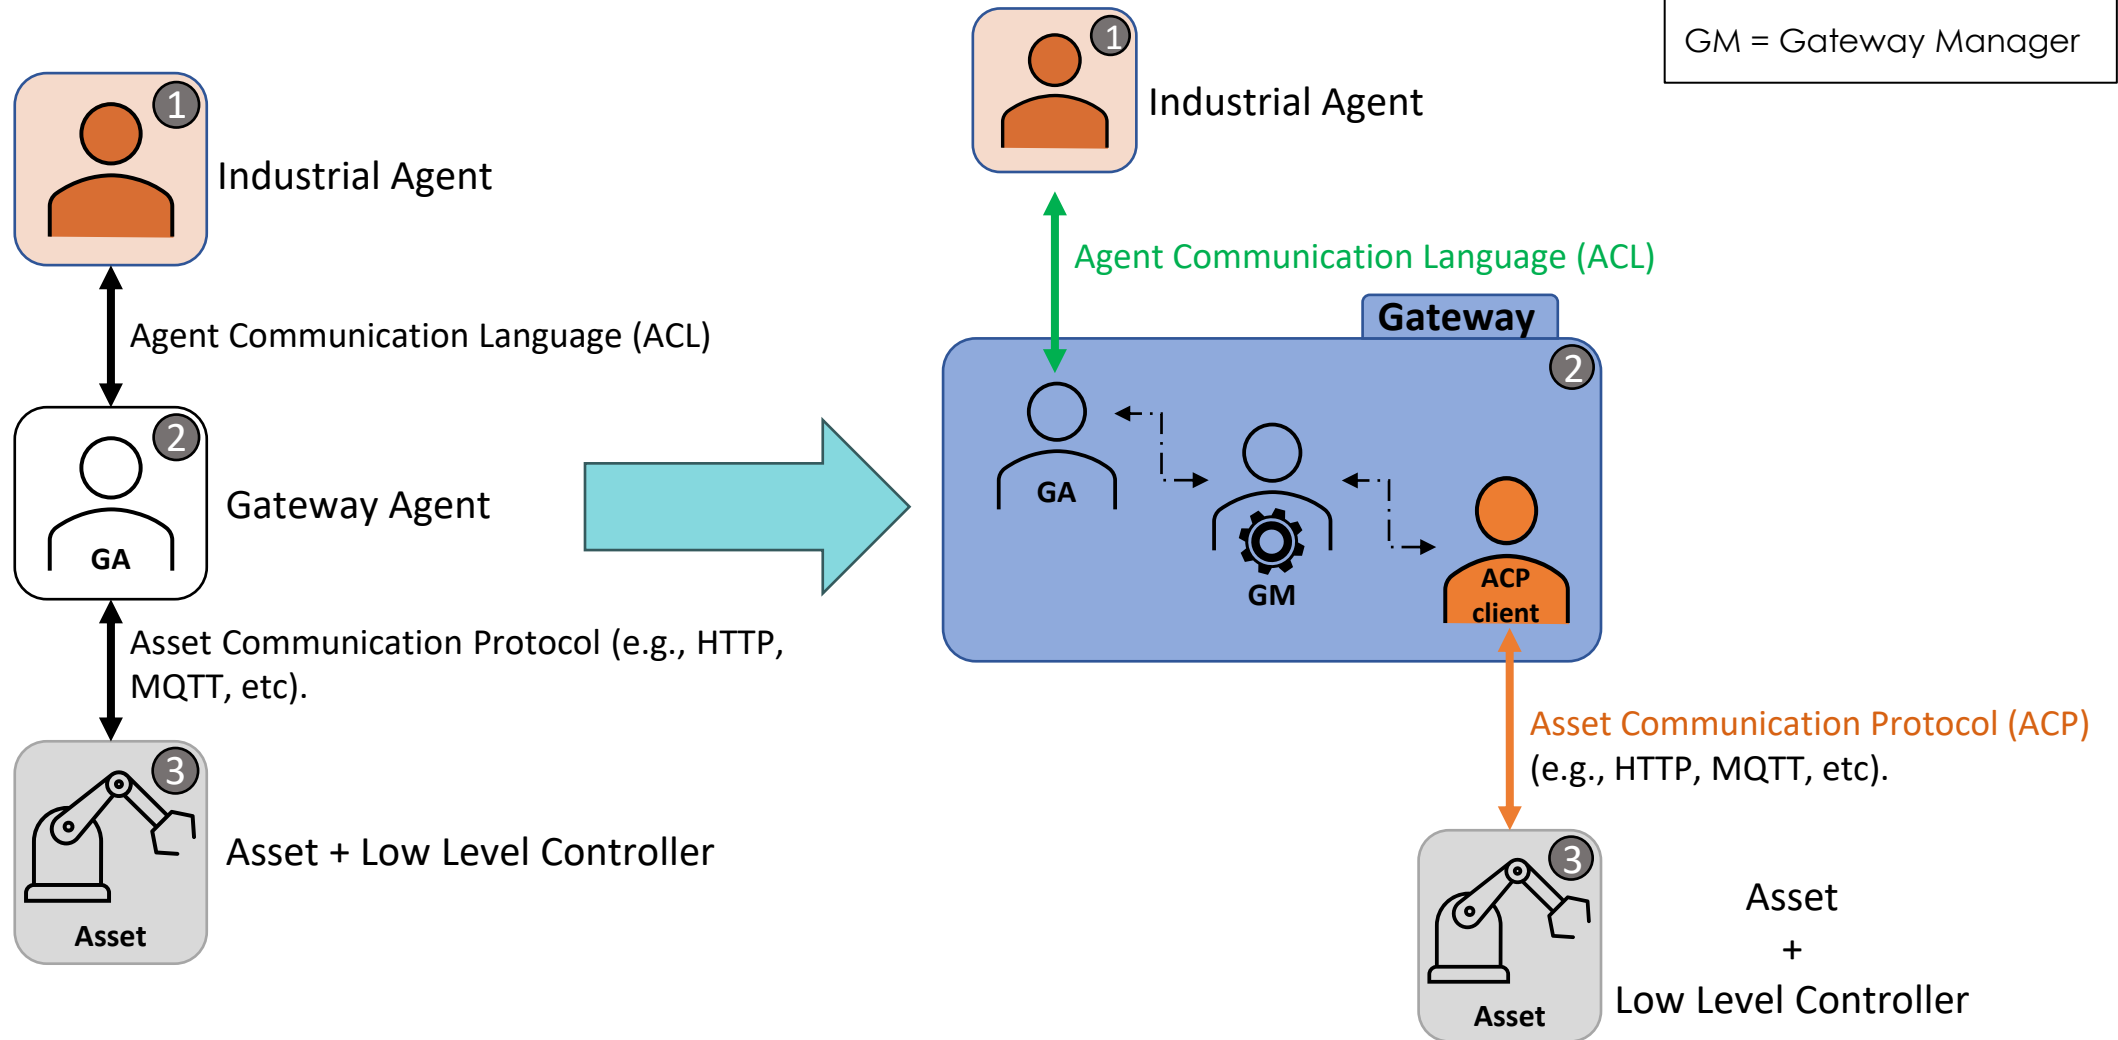 1
Industrial Agent
Agent Communication Language (ACL)
2
GA
Gateway Agent
Asset Communication Protocol (e.g., HTTP,
MQTT, etc).
3
Asset
Asset + Low Level Controller
GM = Gateway Manager
1
Industrial Agent
Agent Communication Language (ACL)
Gateway
2
GA
GM
ACP
client
Asset Communication Protocol (ACP)
(e.g., HTTP, MQTT, etc).
3
Asset
Asset
+
Low Level Controller